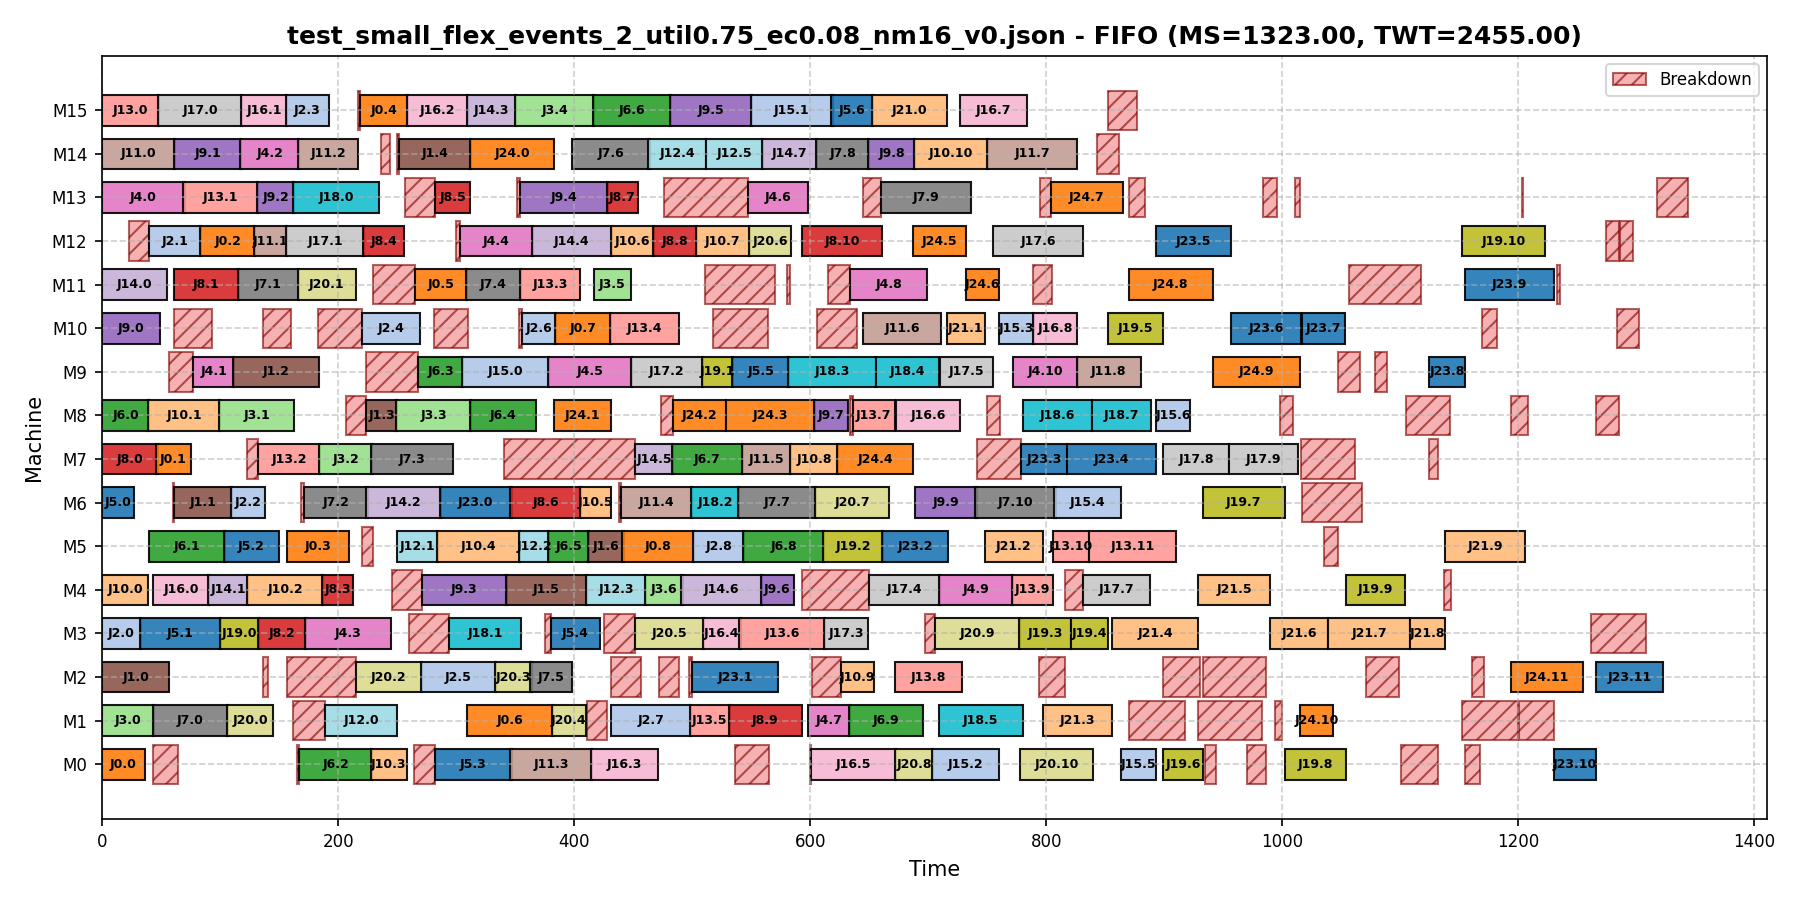 test_small_flex_events_2_util0.75_ec0.08_nm16_v0.json - FIFO (MS=1323.00, TWT=2455.00)
Breakdown
M15 J13.0 J17.0 J16.1 J2.3 J0.4 J16.2 J14.3 J3.4 J6.6 J9.5 J15.1 J5.6 J21.0 J16.7
M14 J11.0 J9.1 J4.2 J11.2 J1.4 J24.0 J7.6 J12.4 J12.5 J14.7 J7.8 J9.8 J10.10 J11.7
M13 J4.0 J13.1 J9.2 J18.0 J8.5 J9.4 J8.7 J4.6 J7.9 J24.7
M12 J2.1 J0.2 J11.1 J17.1 J8.4 J4.4 J14.4 J10.6 J8.8 J10.7 J20.6 J8.10 J24.5 J17.6 J23.5 J19.10
M11 J14.0 J8.1 J7.1 J20.1 J0.5 J7.4 J13.3 J3.5 J4.8 J24.6 J24.8 J23.9
M10 J9.0 J2.4 J2.6 J0.7 J13.4 J11.6 J21.1 J15.3 J16.8 J19.5 J23.6 J23.7
M9 J4.1 J1.2 J6.3 J15.0 J4.5 J17.2 J19.1 J5.5 J18.3 J18.4 J17.5 J4.10 J11.8 J24.9 J23.8
M8 J6.0 J10.1 J3.1 J1.3 J3.3 J6.4 J24.1 J24.2 J24.3 J9.7 J13.7 J16.6 J18.6 J18.7 J15.6
M7 J8.0 J0.1 J13.2 J3.2 J7.3 J14.5 J6.7 J11.5 J10.8 J24.4 J23.3 J23.4 J17.8 J17.9
M6 J5.0 J1.1 J2.2 J7.2 J14.2 J23.0 J8.6 J10.5 J11.4 J18.2 J7.7 J20.7 J9.9 J7.10 J15.4 J19.7
M5 J6.1 J5.2 J0.3 J12.1 J10.4 J12.2 J6.5 J1.6 J0.8 J2.8 J6.8 J19.2 J23.2 J21.2 J13.10 J13.11 J21.9
M4 J10.0 J16.0 J14.1 J10.2 J8.3 J9.3 J1.5 J12.3 J3.6 J14.6 J9.6 J17.4 J4.9 J13.9 J17.7 J21.5 J19.9
M3 J2.0 J5.1 J19.0 J8.2 J4.3 J18.1 J5.4 J20.5 J16.4 J13.6 J17.3 J20.9 J19.3 J19.4 J21.4 J21.6 J21.7 J21.8
M2 J1.0 J20.2 J2.5 J20.3 J7.5 J23.1 J10.9 J13.8 J24.11 J23.11
M1 J3.0 J7.0 J20.0 J12.0 J0.6 J20.4 J2.7 J13.5 J8.9 J4.7 J6.9 J18.5 J21.3 J24.10
M0 J0.0 J6.2 J10.3 J5.3 J11.3 J16.3 J16.5 J20.8 J15.2 J20.10 J15.5 J19.6 J19.8 J23.10
0 200 400 600 800 1000 1200 1400
Time
Machine